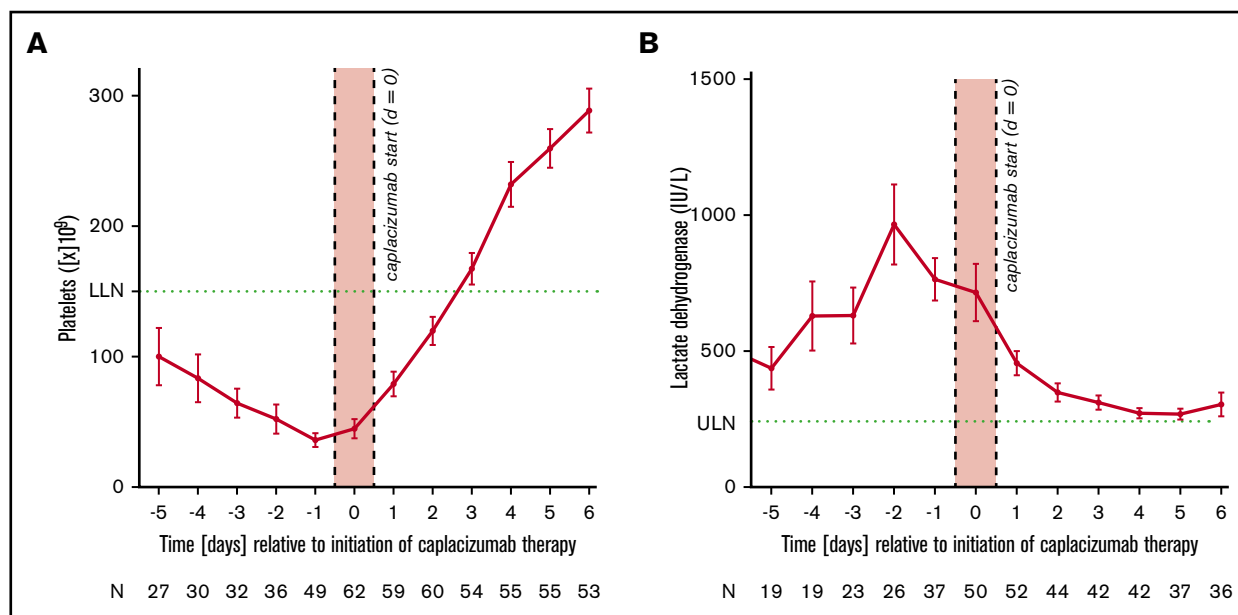 A
300
200
LLN
100
0
Platelets ([x]10⁹)
caplacizumab start (d = 0)
-5 -4 -3 -2 -1 0 1 2 3 4 5 6
Time [days] relative to initiation of caplacizumab therapy
N 27 30 32 36 49 62 59 60 54 55 55 53
B
1500
1000
500
ULN
0
Lactate dehydrogenase (IU/L)
caplacizumab start (d = 0)
-5 -4 -3 -2 -1 0 1 2 3 4 5 6
Time [days] relative to initiation of caplacizumab therapy
N 19 19 23 26 37 50 52 44 42 42 37 36